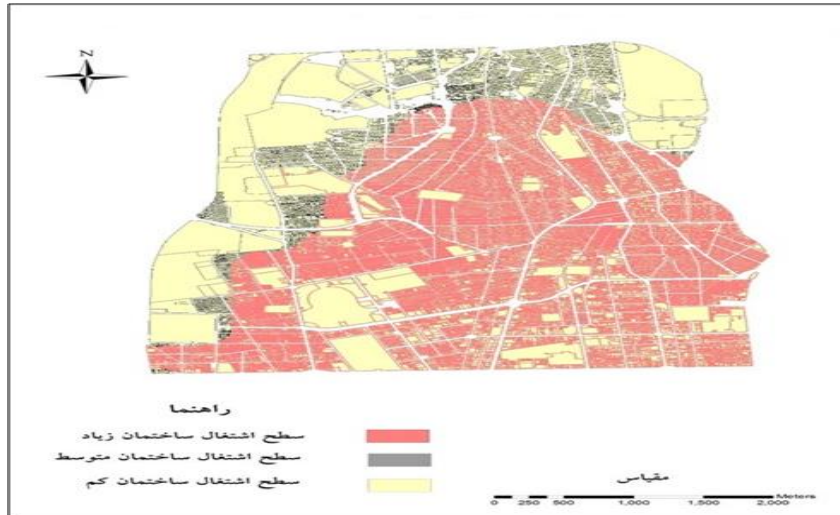 N
راهنما
سطح اشتغال ساختمان زیاد
سطح اشتغال ساختمان متوسط
سطح اشتغال ساختمان کم
مقیاس
Meters
0 250 500 1,000 1,500 2,000